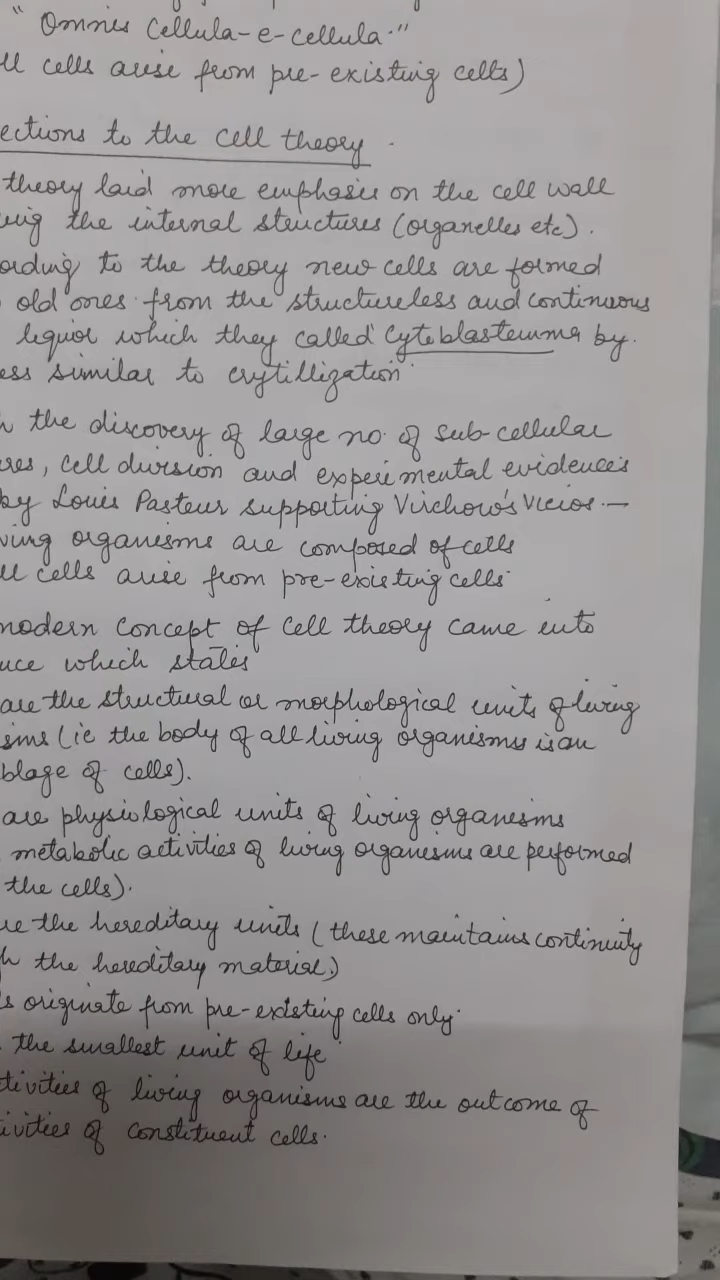 "Omnis Cellula-e-cellula."
ll cells arise from pre-existing cells)
ections to the cell theory.
theory laid more emphasis on the cell wall
the internal structures (organelles etc).
ording to the theory new cells are formed
old ones from the structureless and continuous
liquor which they called Cytoblastemma by.
ess similar to crytillization
the discovery of large no. of sub-cellular
res, cell division and experimental evidences
by Louis Pasteur supporting Virchow's Vieios.—
ving organisms are composed of cells
ll cells arise from pre-existing cells
modern concept of cell theory came into
nce which states
are the structural or morphological units of living
isms (ie the body of all living organisms is an
blage of cells).
are physiological units of living organisms
metabolic activities of living organisms are performed
the cells).
re the hereditary units (these maintains continuity
h the hereditary material.)
s originate from pre-existing cells only.
the smallest unit of life
tivities of living organisms are the outcome of
ivities of constituent cells.